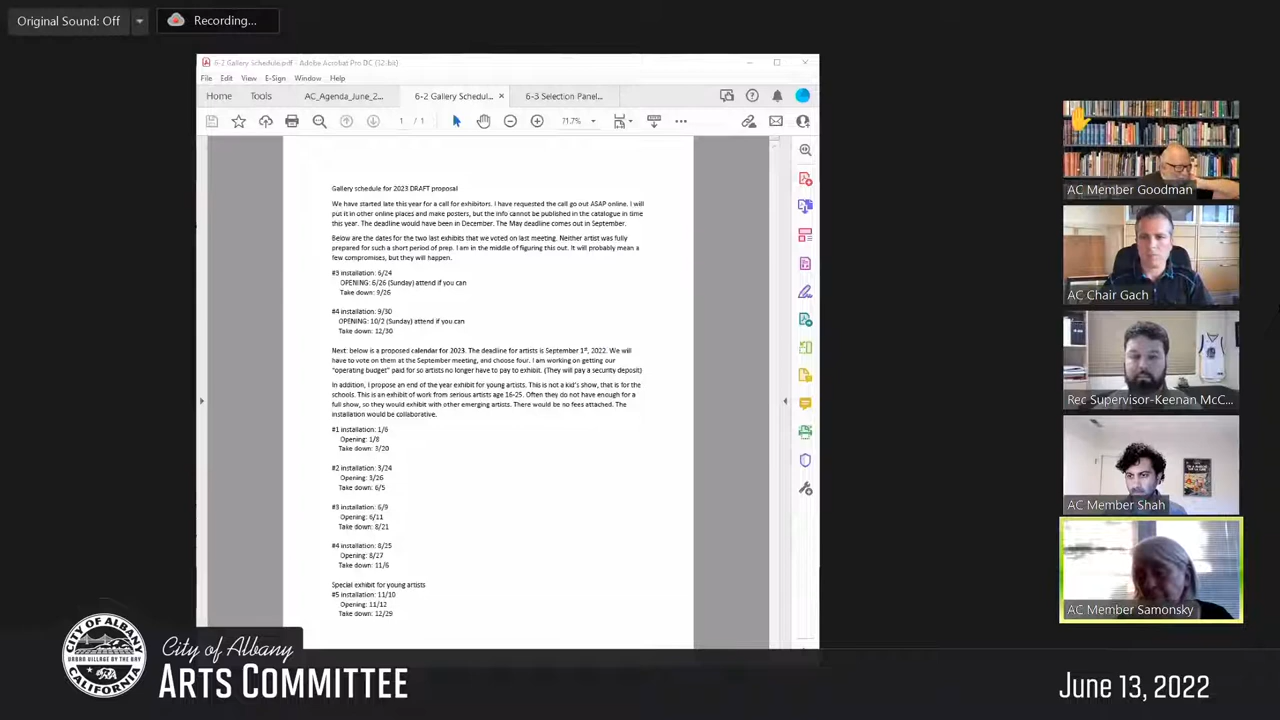 Original Sound: Off
Recording...
6-2 Gallery Schedule.pdf - Adobe Acrobat Pro DC (32-bit)
File Edit View E-Sign Window Help
Home Tools AC_Agenda_June_2... 6-2 Gallery Schedul... × 6-3 Selection Panel...
1 / 1 71.7%
Gallery schedule for 2023 DRAFT proposal
We have started late this year for a call for exhibitors. I have requested the call go out ASAP online. I will
put it in other online places and make posters, but the info cannot be published in the catalogue in time
this year. The deadline would have been in December. The May deadline comes out in September.
Below are the dates for the two last exhibits that we voted on last meeting. Neither artist was fully
prepared for such a short period of prep. I am in the middle of figuring this out. It will probably mean a
few compromises, but they will happen.
#3 installation: 6/24
OPENING: 6/26 (Sunday) attend if you can
Take down: 9/26
#4 installation: 9/30
OPENING: 10/2 (Sunday) attend if you can
Take down: 12/30
Next: below is a proposed calendar for 2023. The deadline for artists is September 1st, 2022. We will
have to vote on them at the September meeting, and choose four. I am working on getting our
"operating budget" paid for so artists no longer have to pay to exhibit. (They will pay a security deposit)
In addition, I propose an end of the year exhibit for young artists. This is not a kid's show, that is for the
schools. This is an exhibit of work from serious artists age 16-25. Often they do not have enough for a
full show, so they would exhibit with other emerging artists. There would be no fees attached. The
installation would be collaborative.
#1 installation: 1/6
Opening: 1/8
Take down: 3/20
#2 installation: 3/24
Opening: 3/26
Take down: 6/5
#3 installation: 6/9
Opening: 6/11
Take down: 8/21
#4 installation: 8/25
Opening: 8/27
Take down: 11/6
Special exhibit for young artists
#5 installation: 11/10
Opening: 11/12
Take down: 12/29
AC Member Goodman
AC Chair Gach
Rec Supervisor-Keenan McC...
AC Member Shah
AC Member Samonsky
CITY OF ALBANY
URBAN VILLAGE BY THE BAY
CALIFORNIA
City of Albany
ARTS COMMITTEE
June 13, 2022